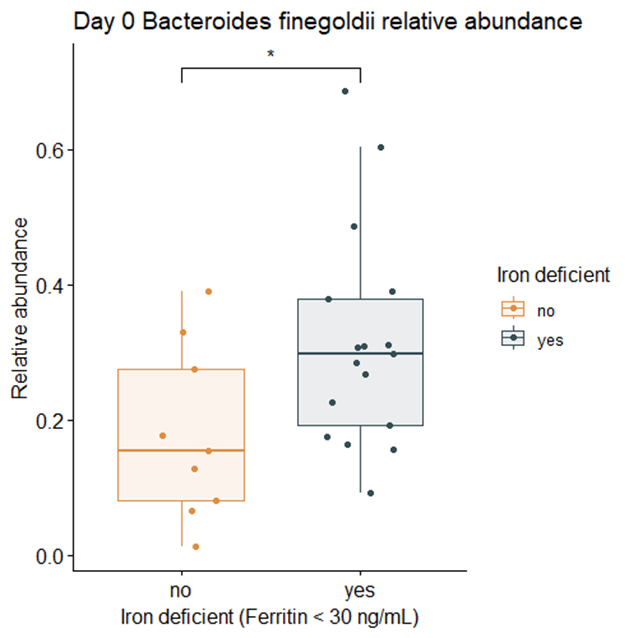 Day 0 Bacteroides finegoldii relative abundance
*
0.6
0.4
0.2
0.0
Relative abundance
no
yes
Iron deficient (Ferritin < 30 ng/mL)
Iron deficient
no
yes